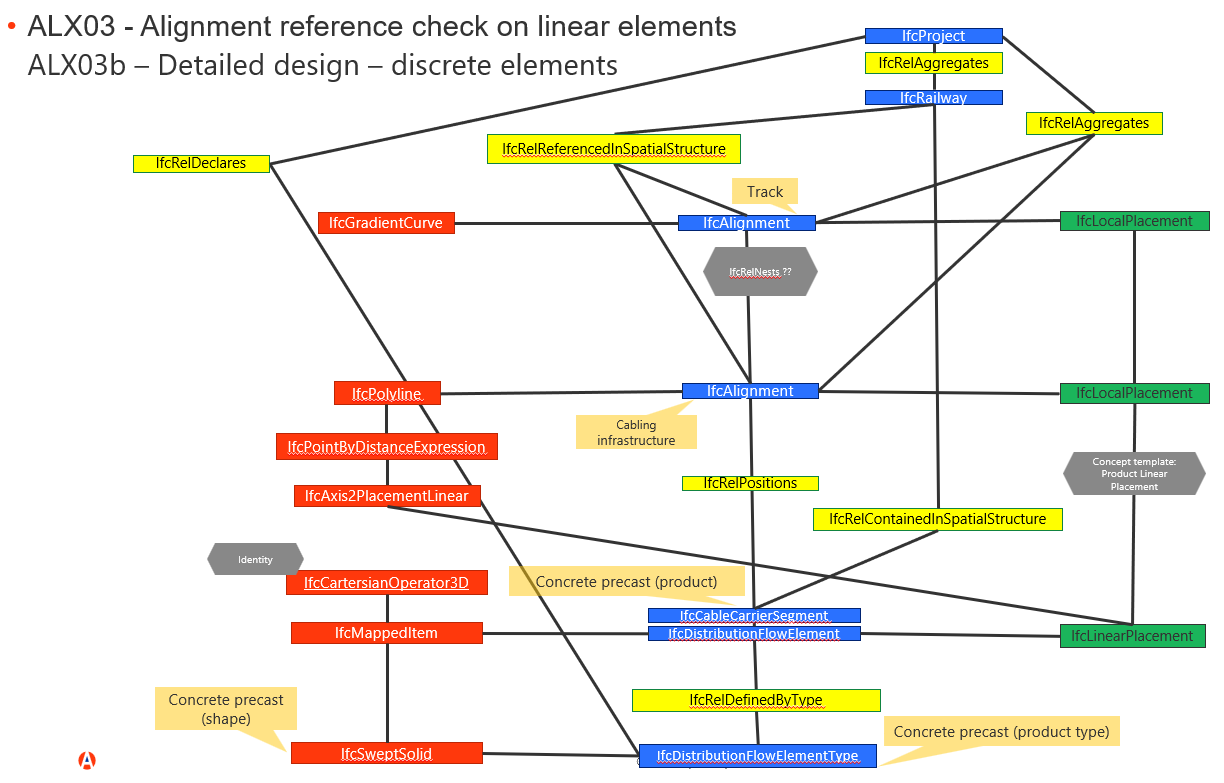 • ALX03 - Alignment reference check on linear elements
ALX03b – Detailed design – discrete elements
IfcProject
IfcRelAggregates
IfcRailway
IfcRelAggregates
IfcRelReferencedInSpatialStructure
IfcRelDeclares
Track
IfcGradientCurve
IfcAlignment
IfcLocalPlacement
IfcRelNests ??
IfcPolyline
IfcAlignment
IfcLocalPlacement
Cabling
infrastructure
IfcPointByDistanceExpression
Concept template:
Product Linear
Placement
IfcRelPositions
IfcAxis2PlacementLinear
IfcRelContainedInSpatialStructure
Identity
IfcCartersianOperator3D
Concrete precast (product)
IfcCableCarrierSegment
IfcMappedItem
IfcDistributionFlowElement
IfcLinearPlacement
Concrete precast
(shape)
IfcRelDefinedByType
Concrete precast (product type)
IfcSweptSolid
IfcDistributionFlowElementType